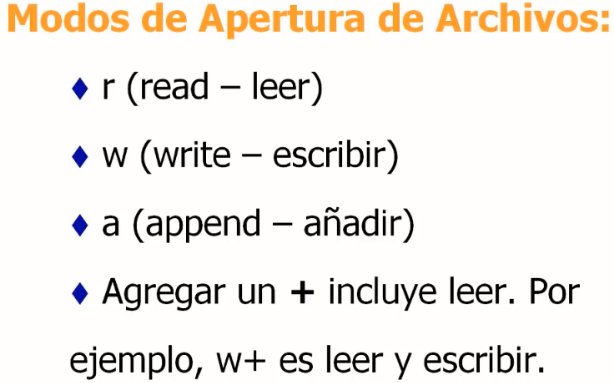 Modos de Apertura de Archivos:
♦ r (read – leer)
♦ w (write – escribir)
♦ a (append – añadir)
♦ Agregar un + incluye leer. Por
ejemplo, w+ es leer y escribir.